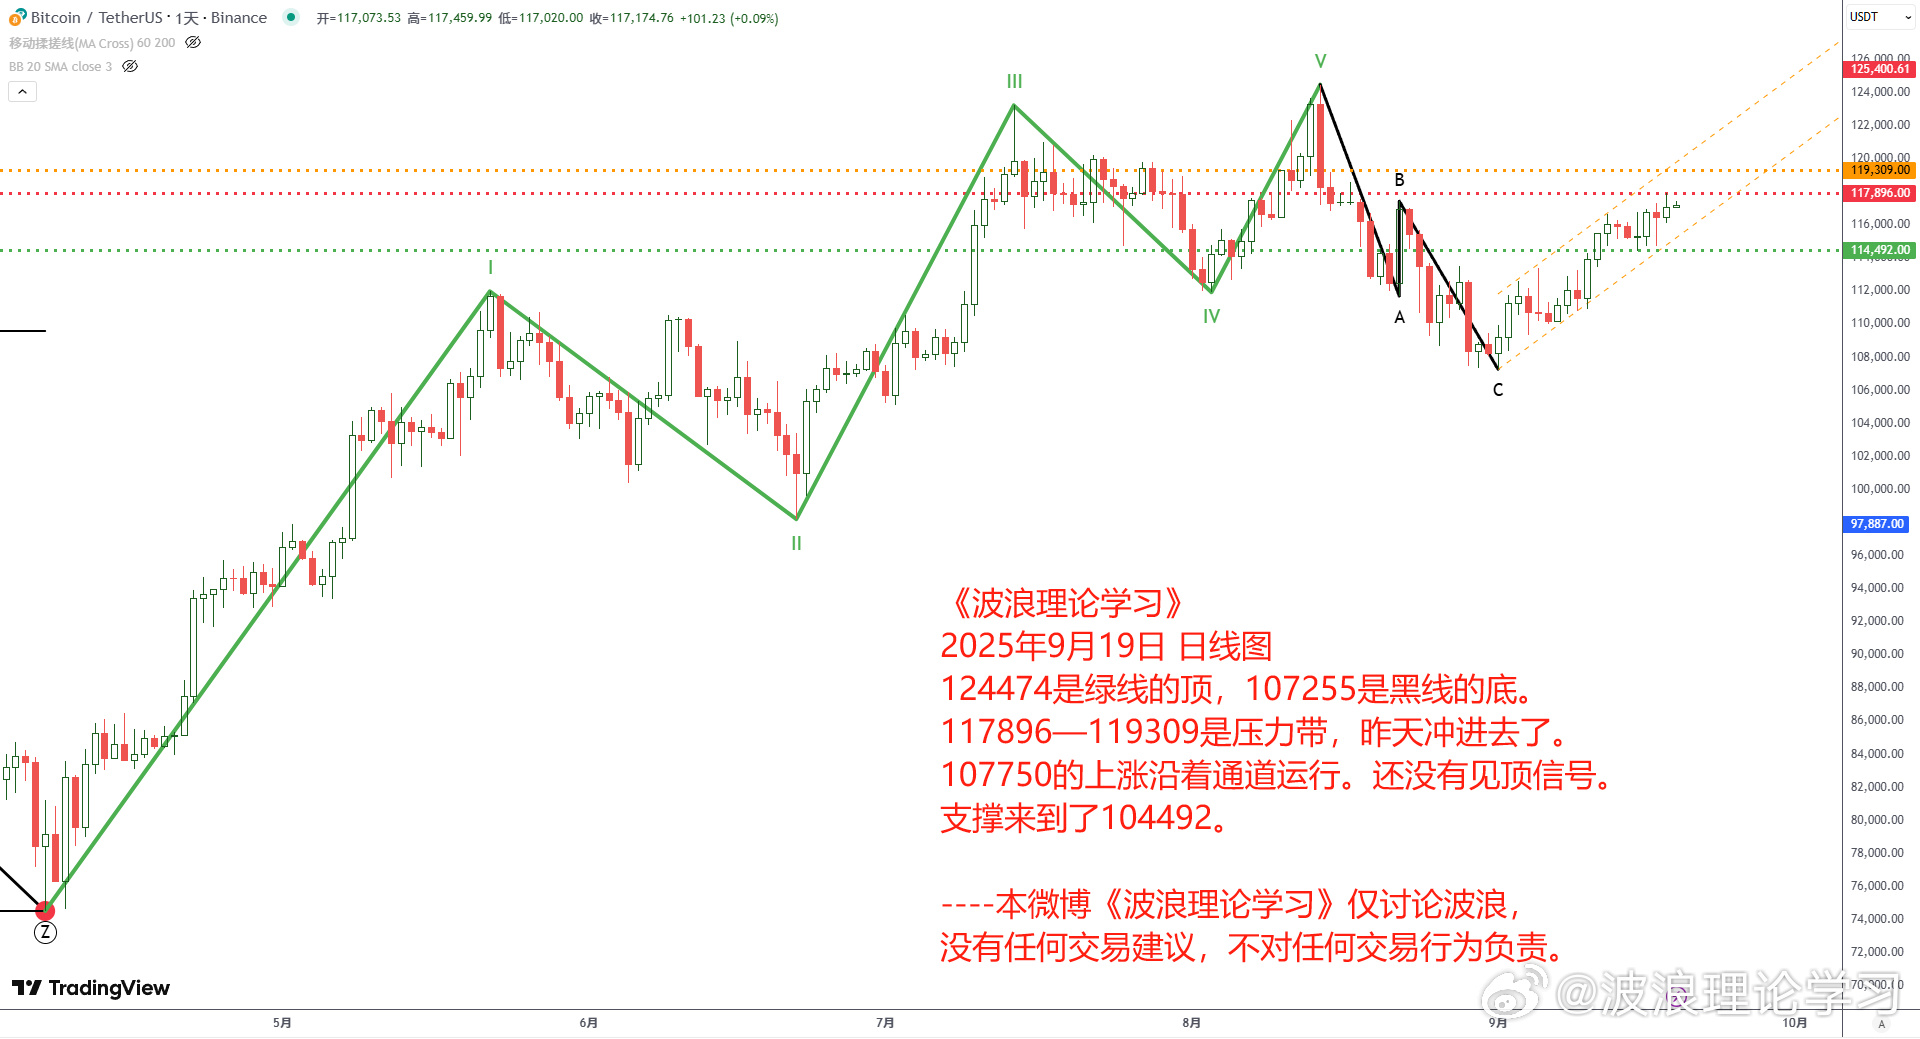 Bitcoin / TetherUS · 1天 · Binance 开=117,073.53 高=117,459.99 低=117,020.00 收=117,174.76 +101.23 (+0.09%)
移动揉搓线(MA Cross) 60 200
BB 20 SMA close 3
USDT
126,000.00
125,400.61
124,000.00
122,000.00
120,000.00
119,309.00
117,896.00
116,000.00
114,492.00
114,000.00
112,000.00
110,000.00
108,000.00
106,000.00
104,000.00
102,000.00
100,000.00
97,887.00
96,000.00
94,000.00
92,000.00
90,000.00
88,000.00
86,000.00
84,000.00
82,000.00
80,000.00
78,000.00
76,000.00
74,000.00
72,000.00
70,000.00
V
III
B
I
IV
A
C
II
Z
《波浪理论学习》
2025年9月19日 日线图
124474是绿线的顶，107255是黑线的底。
117896—119309是压力带，昨天冲进去了。
107750的上涨沿着通道运行。还没有见顶信号。
支撑来到了104492。
----本微博《波浪理论学习》仅讨论波浪，
没有任何交易建议，不对任何交易行为负责。
TradingView
@波浪理论学习
5月 6月 7月 8月 9月 10月
A